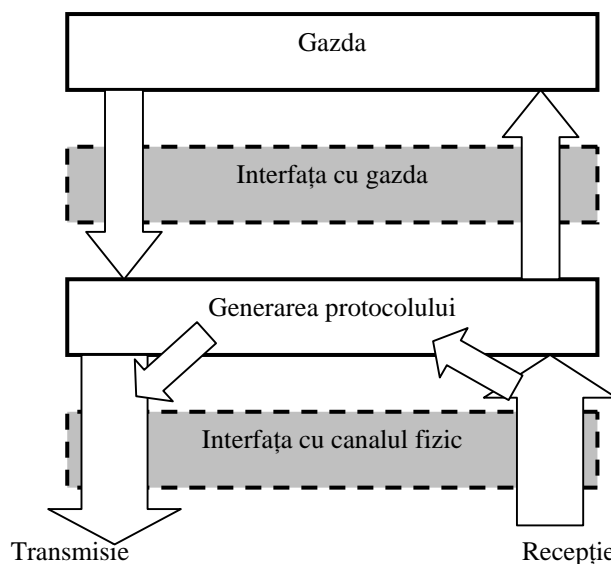 Gazda
Interfața cu gazda
Generarea protocolului
Interfața cu canalul fizic
Transmisie
Recepție